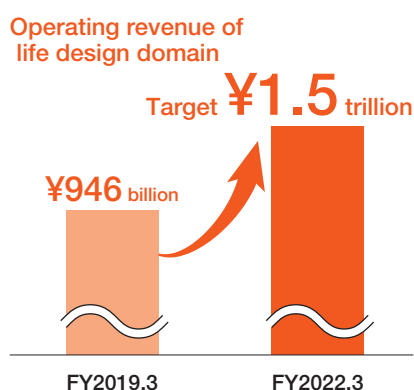 Operating revenue of
life design domain
Target ¥1.5 trillion
¥946 billion
FY2019.3 FY2022.3